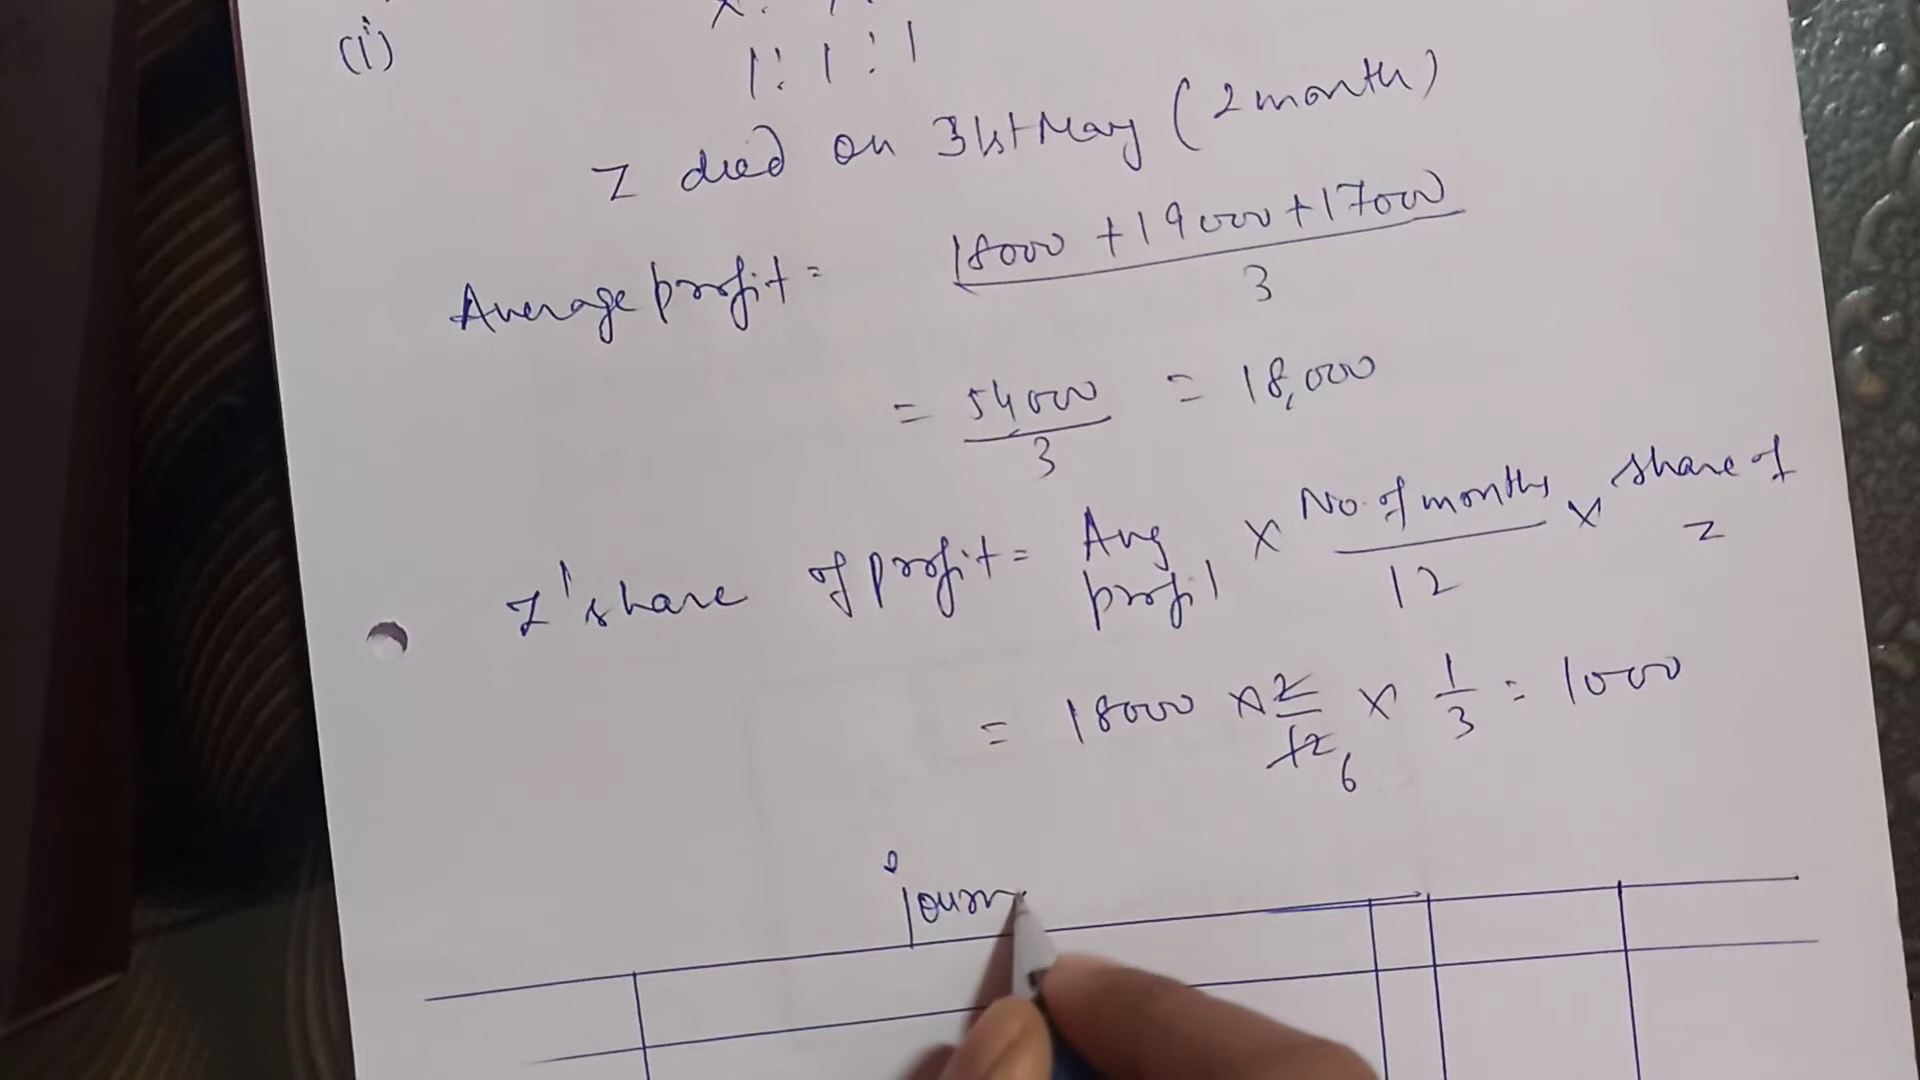 (i)
1 : 1 : 1
Z died on 31st May (2 month)
Average profit = 18000 + 19000 + 17000 / 3
= 54000 / 3 = 18,000
Z's share of profit = Avg profit × No. of months / 12 × share of Z
= 18000 × 2 / 12 6 × 1 / 3 = 1000
journ